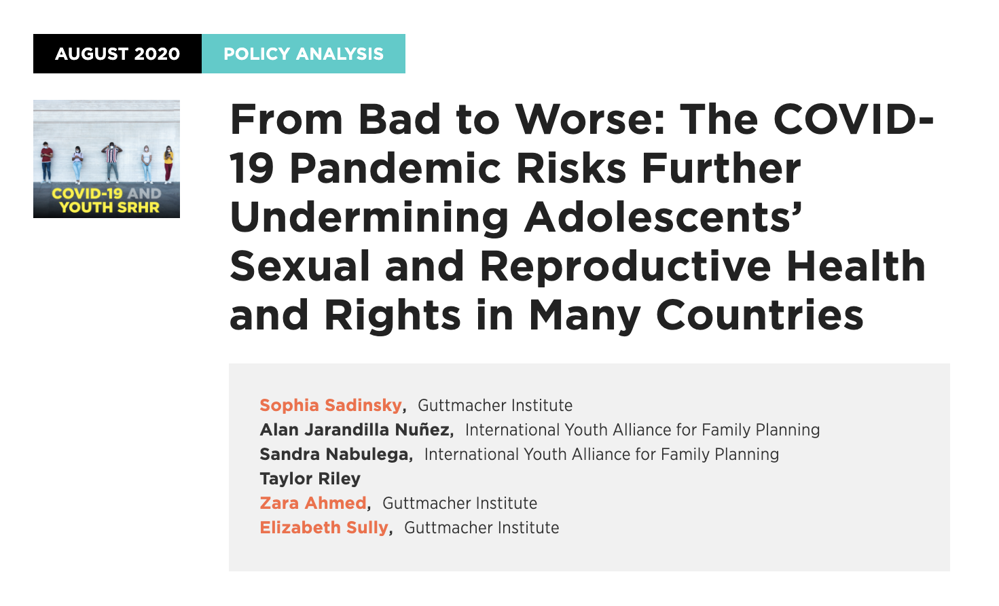 AUGUST 2020
POLICY ANALYSIS
COVID-19 AND
YOUTH SRHR
From Bad to Worse: The COVID-
19 Pandemic Risks Further
Undermining Adolescents’
Sexual and Reproductive Health
and Rights in Many Countries
Sophia Sadinsky, Guttmacher Institute
Alan Jarandilla Nuñez, International Youth Alliance for Family Planning
Sandra Nabulega, International Youth Alliance for Family Planning
Taylor Riley
Zara Ahmed, Guttmacher Institute
Elizabeth Sully, Guttmacher Institute